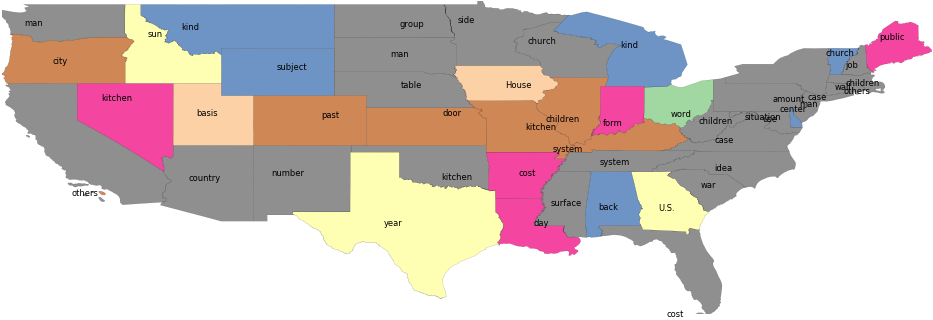 side
man
group
kind
sun
public
church
kind
man
church
city
job
subject
table
House
children
wall
others
kitchen
case
amount
man
center
basis
past
door
word
situation
children
children
form
kitchen
case
system
system
idea
cost
kitchen
number
country
war
others
surface
back
U.S.
year
day
cost